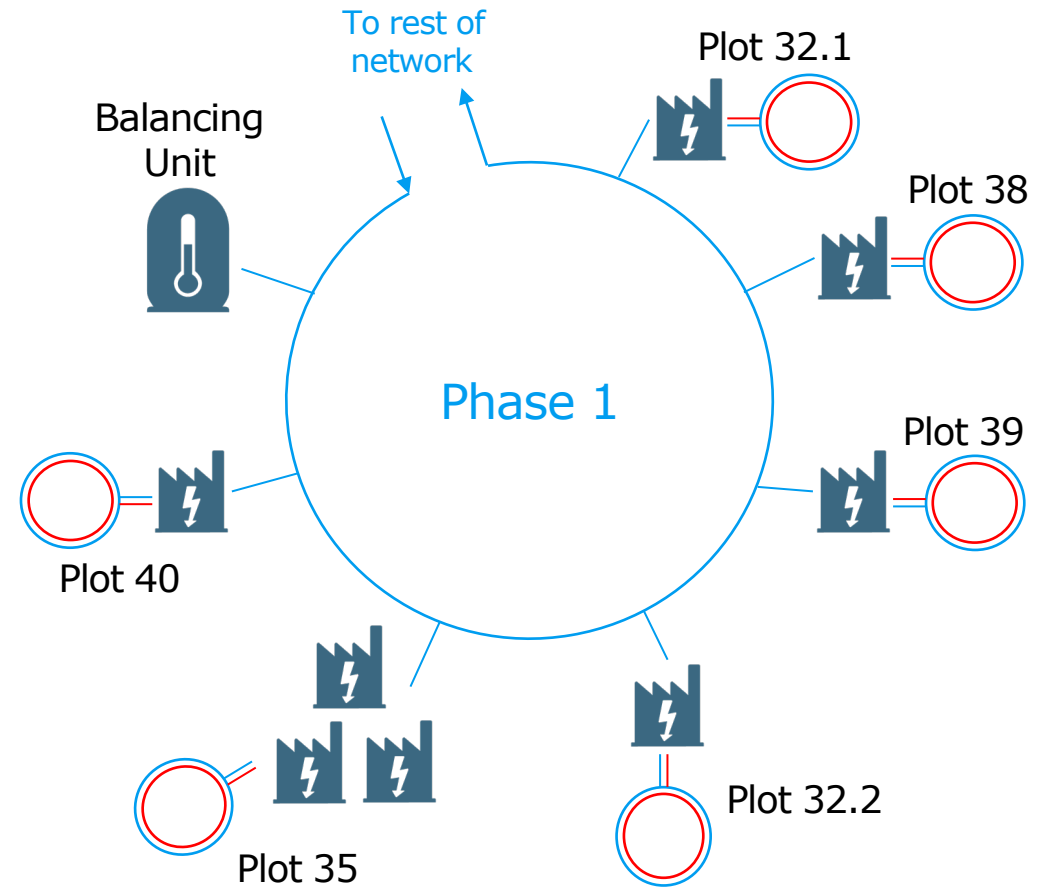 To rest of
network
Plot 32.1
Balancing
Unit
Plot 38
Phase 1
Plot 39
Plot 40
Plot 32.2
Plot 35